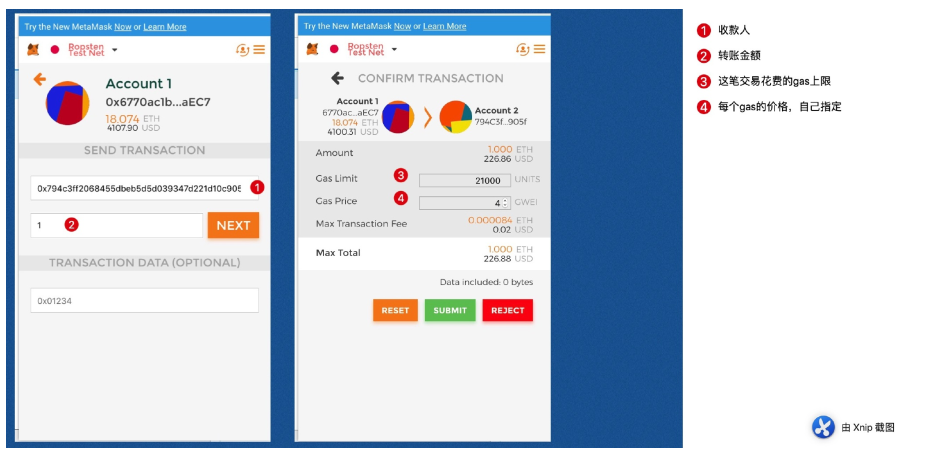 Try the New MetaMask Now or Learn More
Ropsten
Test Net
Account 1
0x6770ac1b...aEC7
18.074 ETH
4107.90 USD
SEND TRANSACTION
0x794c3ff2068455dbeb5d5d039347d221d10c905
1
1
2
NEXT
TRANSACTION DATA (OPTIONAL)
0x01234
Try the New MetaMask Now or Learn More
Ropsten
Test Net
CONFIRM TRANSACTION
Account 1
6770ac...aEC7
18.074 ETH
4100.31 USD
Account 2
794C3f...905f
Amount
1.000 ETH
226.86 USD
Gas Limit
3
21000 UNITS
Gas Price
4
4 GWEI
Max Transaction Fee
0.000084 ETH
0.02 USD
Max Total
1.000 ETH
226.88 USD
Data included: 0 bytes
RESET SUBMIT REJECT
1 收款人
2 转账金额
3 这笔交易花费的gas上限
4 每个gas的价格，自己指定
由 Xnip 截图